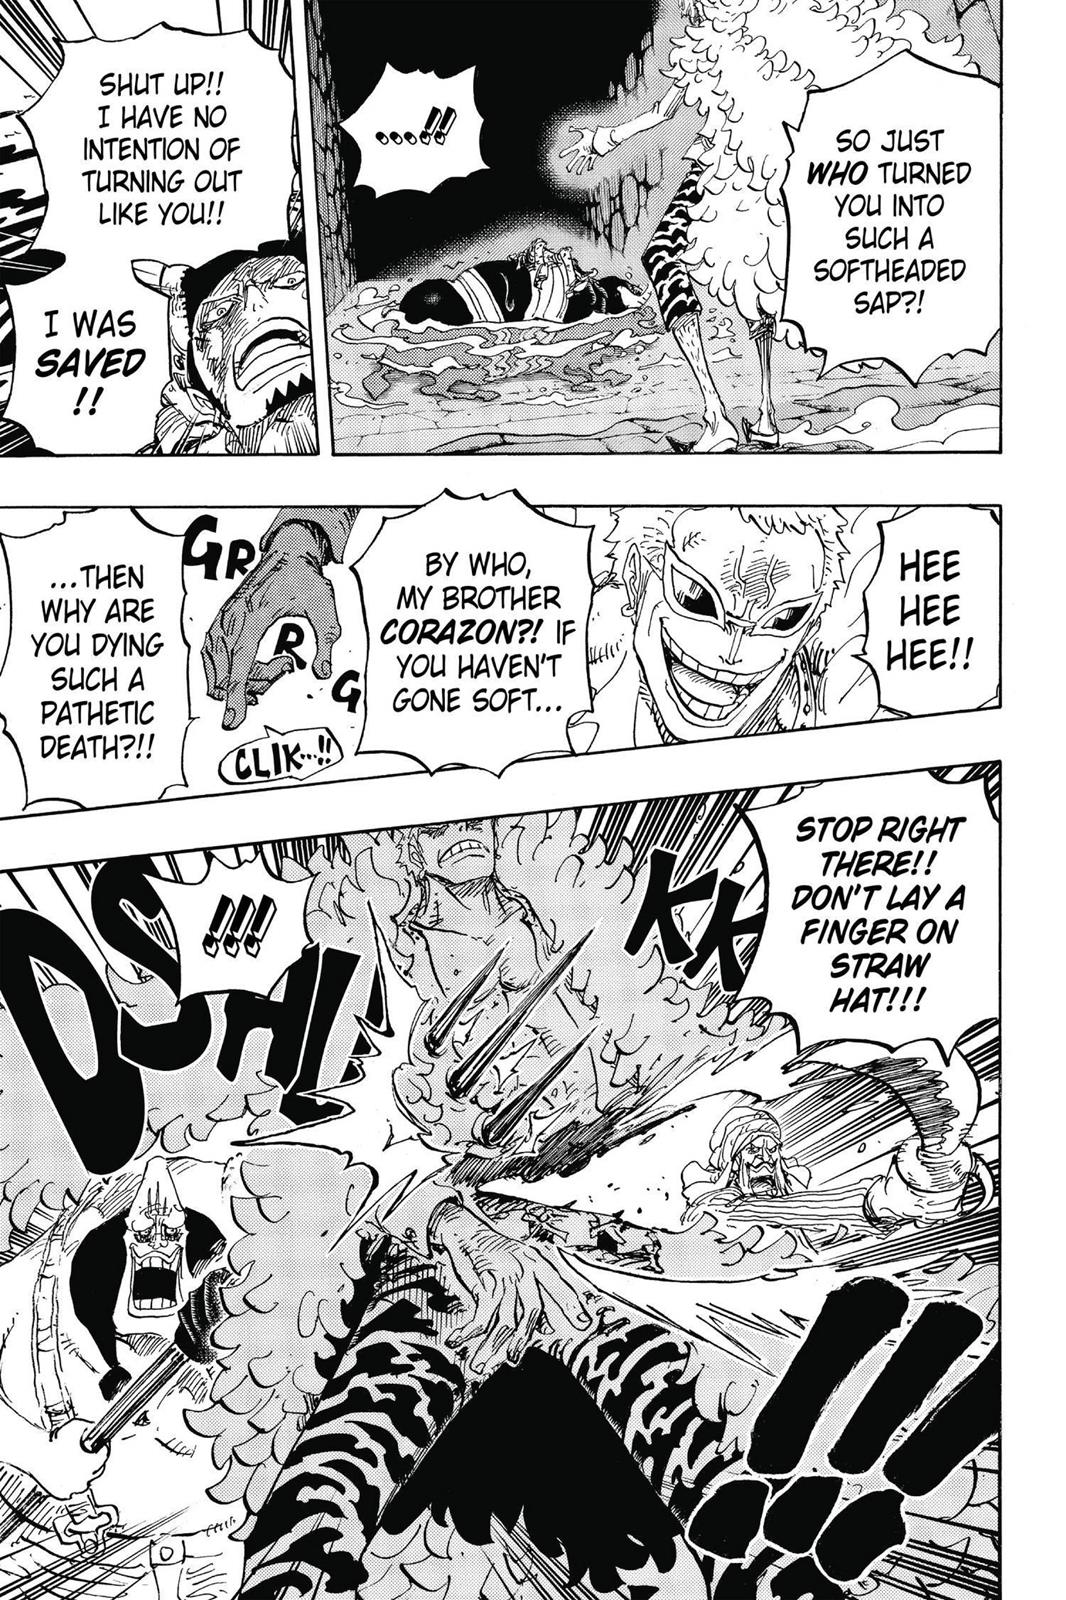 SO JUST
WHO TURNED
YOU INTO
SUCH A
SOFTHEADED
SAP?!
...!!
SHUT UP!!
I HAVE NO
INTENTION OF
TURNING OUT
LIKE YOU!!
I WAS
SAVED
!!
HEE
HEE
HEE!!
BY WHO,
MY BROTHER
CORAZON?! IF
YOU HAVEN'T
GONE SOFT...
GR
R
G
CLIK...!!
...THEN
WHY ARE
YOU DYING
SUCH A
PATHETIC
DEATH?!!
STOP RIGHT
THERE!!
DON'T LAY A
FINGER ON
STRAW
HAT!!!
KK
!!!
DSHL
!!!